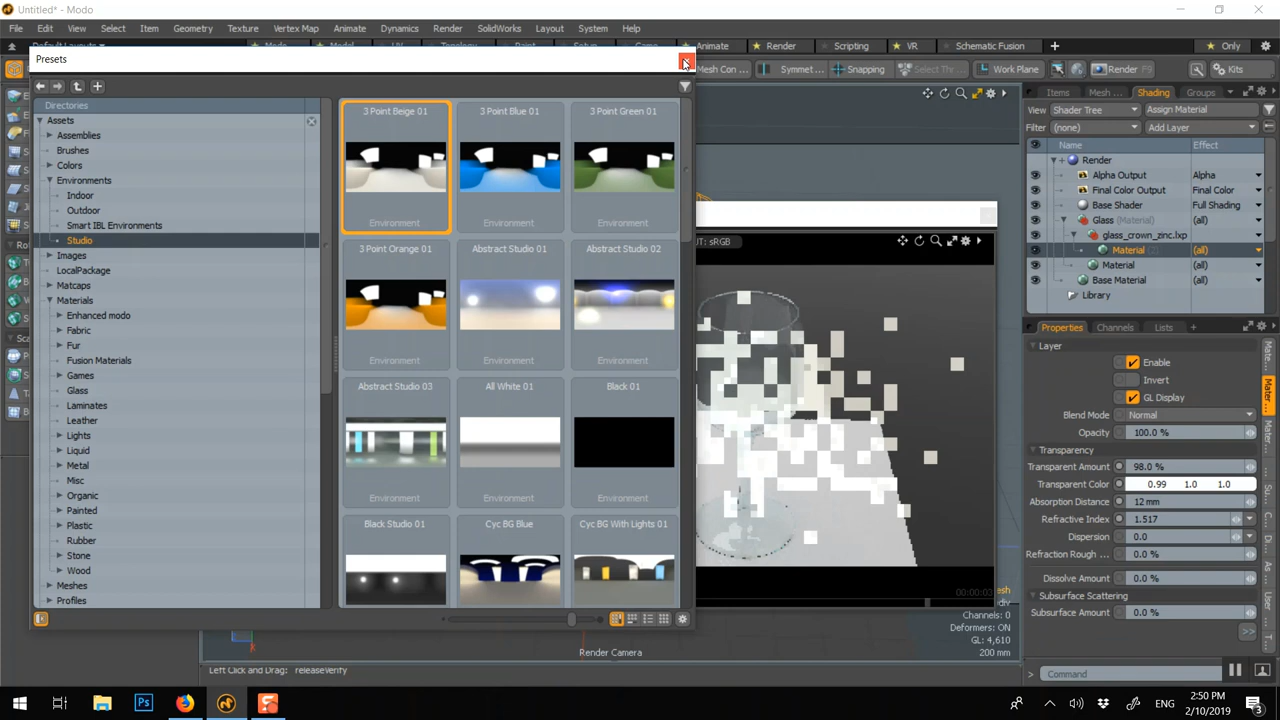 Untitled* - Modo
File Edit View Select Item Geometry Texture Vertex Map Animate Dynamics Render SolidWorks Layout System Help
Animate Render Scripting VR Schematic Fusion Only
Presets
Mesh Con ... Symmet ... Snapping Select Thr ... Work Plane Render F9 Kits
Directories
Assets
Assemblies
Brushes
Colors
Environments
Indoor
Outdoor
Smart IBL Environments
Studio
Images
LocalPackage
Matcaps
Materials
Enhanced modo
Fabric
Fur
Fusion Materials
Games
Glass
Laminates
Leather
Lights
Liquid
Metal
Misc
Organic
Painted
Plastic
Rubber
Stone
Wood
Meshes
Profiles
3 Point Beige 01 3 Point Blue 01 3 Point Green 01
Environment Environment Environment
3 Point Orange 01 Abstract Studio 01 Abstract Studio 02
Environment Environment Environment
Abstract Studio 03 All White 01 Black 01
Environment Environment Environment
Black Studio 01 Cyc BG Blue Cyc BG With Lights 01
UT: sRGB
Channels: 0
Deformers: ON
GL: 4,610
200 mm
Render Camera
Left Click and Drag: releaseVerify
Items Mesh ... Shading Groups
View Shader Tree Assign Material
Filter (none) Add Layer
Name Effect
Render
Alpha Output Alpha
Final Color Output Final Color
Base Shader Full Shading
Glass (Material) (all)
glass_crown_zinc.lxp (all)
Material (2) (all)
Material (all)
Base Material (all)
Library
Properties Channels Lists +
Layer
Enable
Invert
GL Display
Blend Mode Normal
Opacity 100.0 %
Transparency
Transparent Amount 98.0 %
Transparent Color 0.99 1.0 1.0
Absorption Distance 12 mm
Refractive Index 1.517
Dispersion 0.0
Refraction Rough ... 0.0 %
Dissolve Amount 0.0 %
Subsurface Scattering
Subsurface Amount 0.0 %
>>
Command
ENG
2:50 PM
2/10/2019